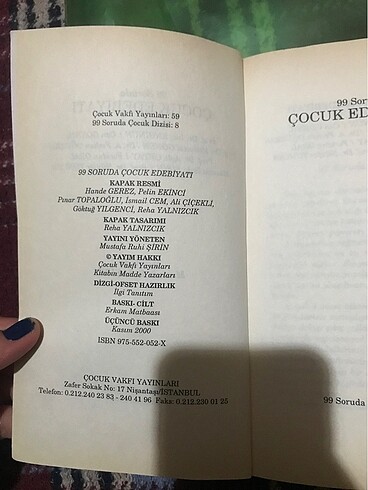 Çocuk Vakfı Yayınları: 59
99 Soruda Çocuk Dizisi: 8
99 SORUDA ÇOCUK EDEBİYATI
KAPAK RESMİ
Hande GEREZ, Pelin EKİNCİ
Pınar TOPALOĞLU, İsmail CEM, Ali ÇİÇEKLİ,
Göktuğ YILGENCİ, Reha YALNIZCIK
KAPAK TASARIMI
Reha YALNIZCIK
YAYINI YÖNETEN
Mustafa Ruhi ŞİRİN
© YAYIM HAKKI
Çocuk Vakfı Yayınları
Kitabın Madde Yazarları
DİZGİ-OFSET HAZIRLIK
İlgi Tanıtım
BASKI- CİLT
Erkam Matbaası
ÜÇÜNCÜ BASKI
Kasım 2000
ISBN 975-552-052-X
ÇOCUK VAKFI YAYINLARI
Zafer Sokak No: 17 Nişantaşı/İSTANBUL
Telefon: 0.212.240 23 83 - 240 41 96 Faks: 0.212.230 01 25
99 Soru
ÇOCUK ED
99 Soruda